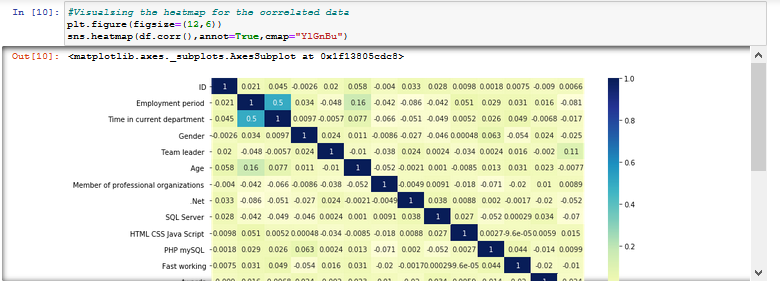 In [10]: #Visualszing the heatmap for the correlated data
plt.figure(figsize=(12,6))
sns.heatmap(df.corr(),annot=True,cmap="YlGnBu")
Out[10]: <matplotlib.axes._subplots.AxesSubplot at 0x1f13805cdc8>
ID 1 0.021 0.045 -0.0026 0.02 0.058 -0.004 0.033 0.028 0.0098 0.0018 0.0075 -0.009 0.0066 1.0
Employment period 0.021 1 0.5 0.034 -0.048 0.16 -0.042 -0.086 -0.042 0.051 0.029 0.031 0.016 -0.081
Time in current department 0.045 0.5 1 0.0097 -0.0057 0.077 -0.066 -0.051 -0.049 0.0052 0.026 0.049 -0.0068 -0.017 0.8
Gender -0.0026 0.034 0.0097 1 0.024 0.011 -0.0086 -0.027 -0.046 0.00048 0.063 -0.054 0.024 -0.025
Team leader 0.02 -0.048 -0.0057 0.024 1 -0.01 -0.038 0.024 0.0024 -0.034 0.0024 0.016 -0.002 0.11 0.6
Age 0.058 0.16 0.077 0.011 -0.01 1 -0.052 -0.0021 0.001 -0.0085 0.013 0.031 0.023 -0.0077
Member of professional organizations -0.004 -0.042 -0.066 -0.0086 -0.038 -0.052 1 -0.0049 0.0091 -0.018 -0.071 -0.02 0.01 0.0089
.Net 0.033 -0.086 -0.051 -0.027 0.024 -0.0021 -0.0049 1 0.038 0.0088 0.002 -0.0017 -0.02 -0.052 0.4
SQL Server 0.028 -0.042 -0.049 -0.046 0.0024 0.001 0.0091 0.038 1 0.027 -0.052 0.00029 0.034 -0.07
HTML CSS Java Script 0.0098 0.051 0.0052 0.00048 -0.034 -0.0085 -0.018 0.0088 0.027 1 0.0027 -9.6e-05 0.0059 0.015
PHP mySQL 0.0018 0.029 0.026 0.063 0.0024 0.013 -0.071 0.002 -0.052 0.0027 1 0.044 -0.014 0.0099 0.2
Fast working 0.0075 0.031 0.049 -0.054 0.016 0.031 -0.02 -0.0017 0.00029 -9.6e-05 0.044 1 -0.02 -0.01